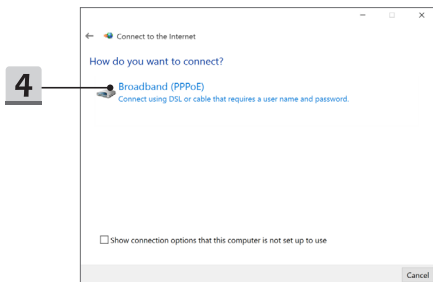 Connect to the Internet
How do you want to connect?
4
Broadband (PPPoE)
Connect using DSL or cable that requires a user name and password.
Show connection options that this computer is not set up to use
Cancel